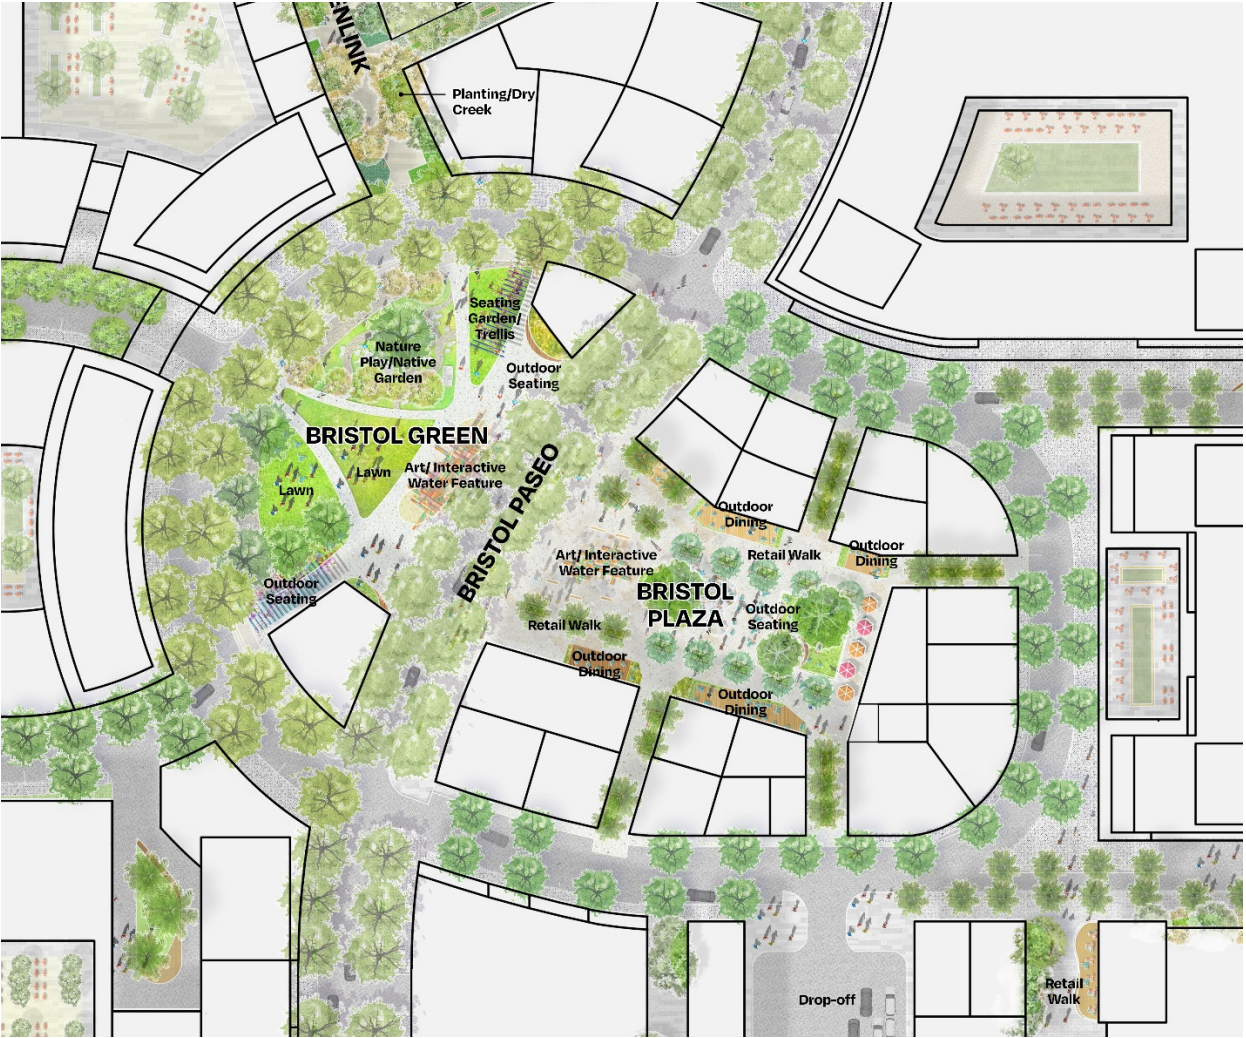 ENLINK
Planting/Dry
Creek
Seating
Garden/
Trellis
Nature
Play/Native
Garden
Outdoor
Seating
BRISTOL GREEN
Lawn
Art/ Interactive
Water Feature
Lawn
BRISTOL PASEO
Outdoor
Dining
Outdoor
Dining
Art/ Interactive
Water Feature
Retail Walk
Outdoor
Seating
BRISTOL
PLAZA
Outdoor
Seating
Retail Walk
Outdoor
Dining
Outdoor
Dining
Drop-off
Retail
Walk